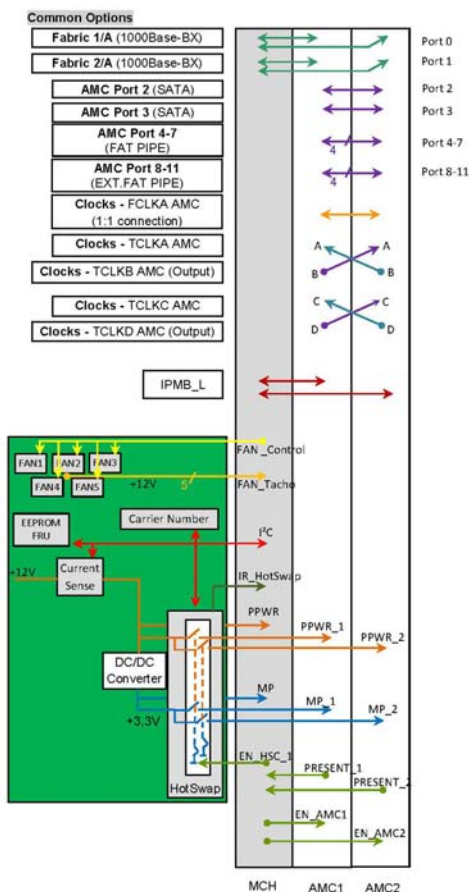 Common Options
Fabric 1/A (1000Base-BX)
Port 0
Fabric 2/A (1000Base-BX)
Port 1
AMC Port 2 (SATA)
Port 2
AMC Port 3 (SATA)
Port 3
AMC Port 4-7
(FAT PIPE)
4
Port 4-7
AMC Port 8-11
(EXT.FAT PIPE)
4
Port 8-11
Clocks - FCLKA AMC
(1:1 connection)
Clocks - TCLKA AMC
A
A
Clocks - TCLKB AMC (Output)
B
B
Clocks - TCLKC AMC
C
C
Clocks - TCLKD AMC (Output)
D
D
IPMB_L
FAN_Control
FAN1
FAN2
FAN3
FAN4
FAN5
+12V
5
FAN_Tacho
EEPROM
FRU
Carrier Number
I²C
+12V
Current
Sense
IR_HotSwap
PPWR
PPWR_1
PPWR_2
DC/DC
Converter
MP
MP_1
MP_2
+3,3V
EN_HSC_1
PRESENT_1
PRESENT_2
HotSwap
EN_AMC1
EN_AMC2
MCH
AMC1
AMC2